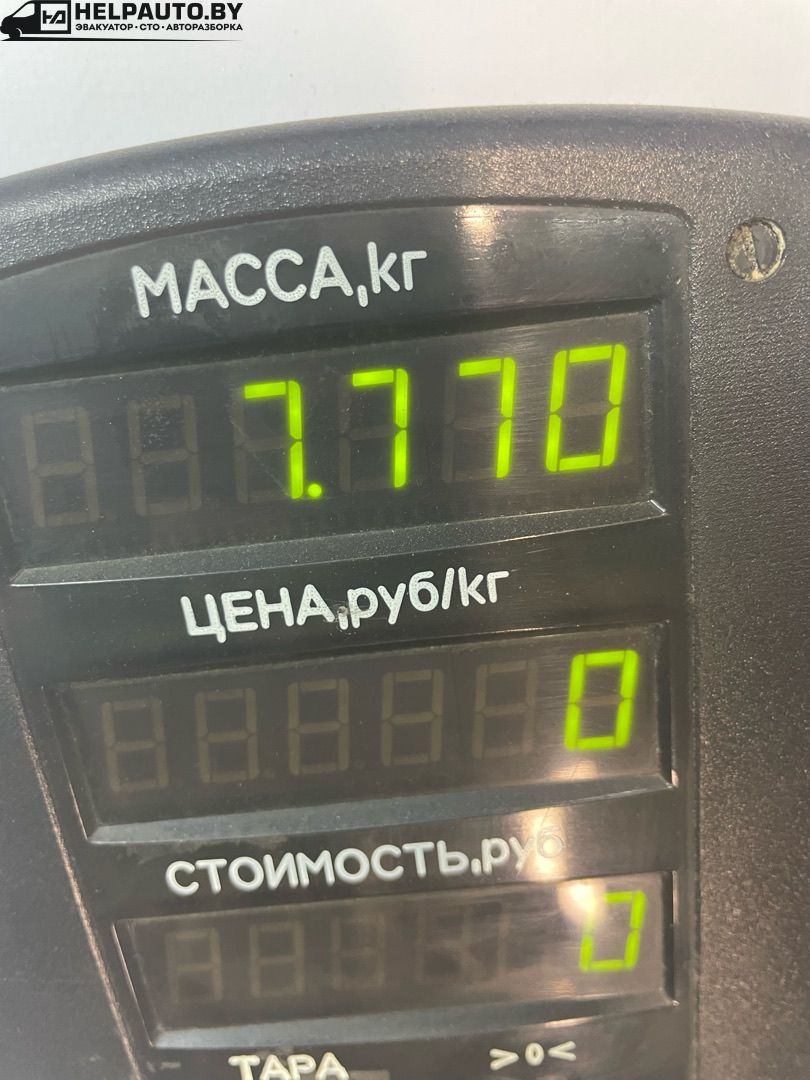 HELPAUTO.BY
ЭВАКУАТОР · СТО · АВТОРАЗБОРКА
МАССА,кг
7.770
ЦЕНА,руб/кг
0
СТОИМОСТЬ,руб
0
ТАРА >0<